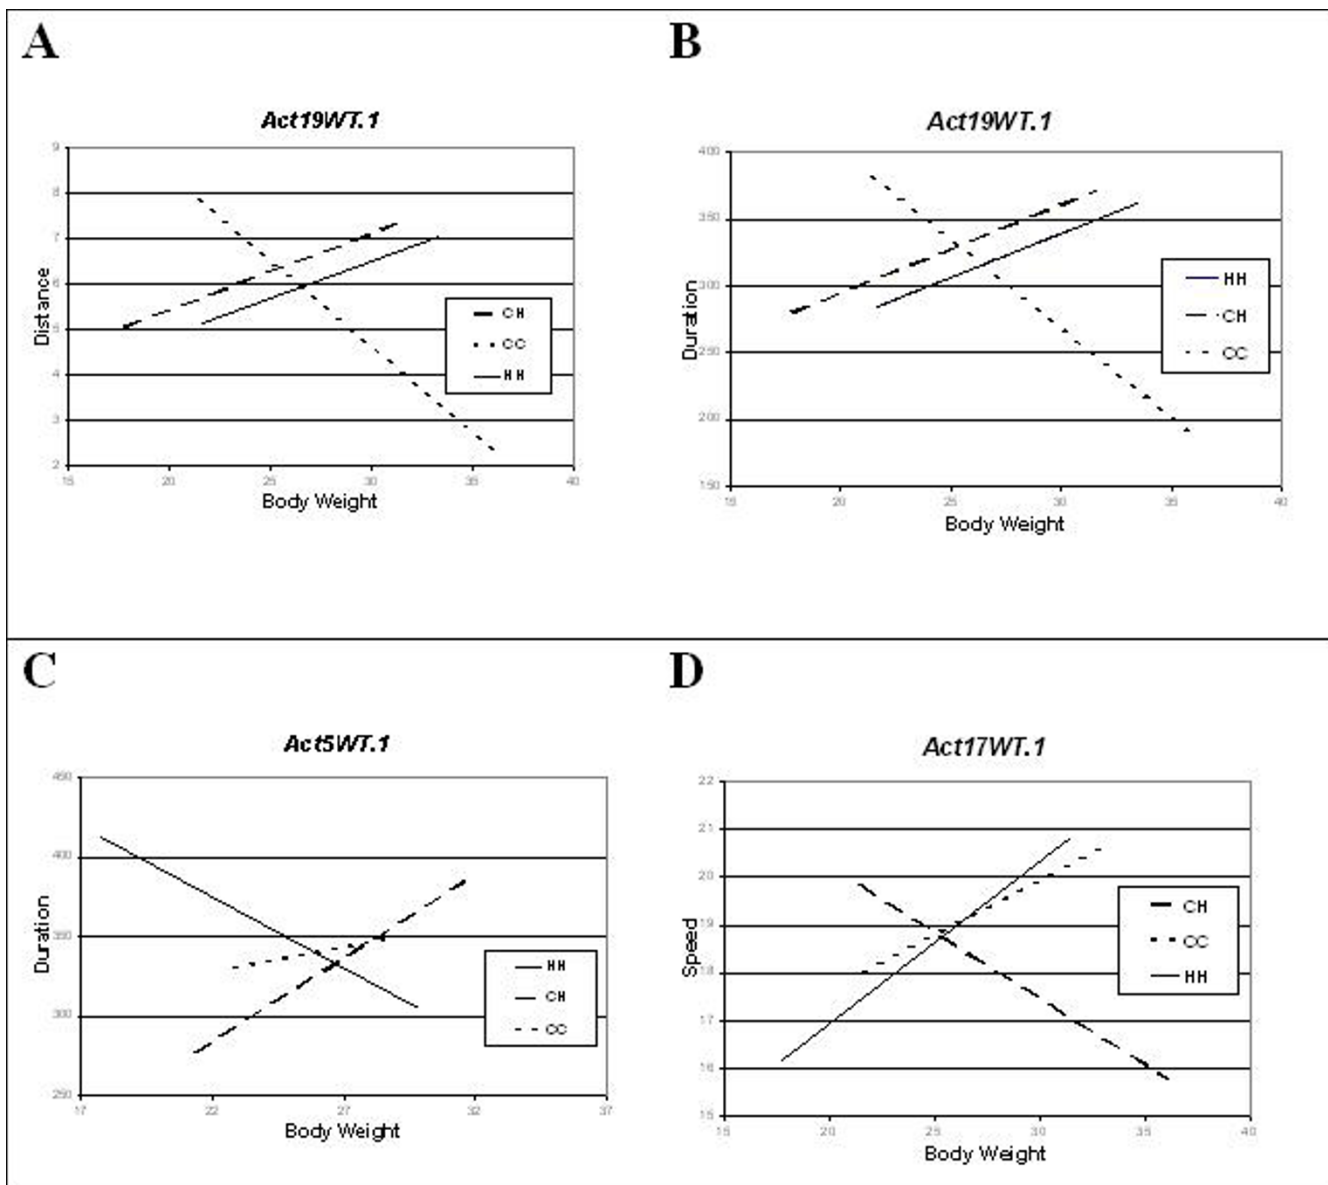 A
B
Act19WT.1
Act19WT.1
9
8
7
6
5
4
3
2
Distance
CH
CC
HH
15 20 25 30 35 40
Body Weight
400
350
300
250
200
150
Duration
HH
CH
CC
15 20 25 30 35 40
Body Weight
C
D
Act5WT.1
Act17WT.1
450
400
350
300
250
Duration
HH
CH
CC
17 22 27 32 37
Body Weight
22
21
20
19
18
17
16
15
Speed
CH
CC
HH
15 20 25 30 35 40
Body Weight